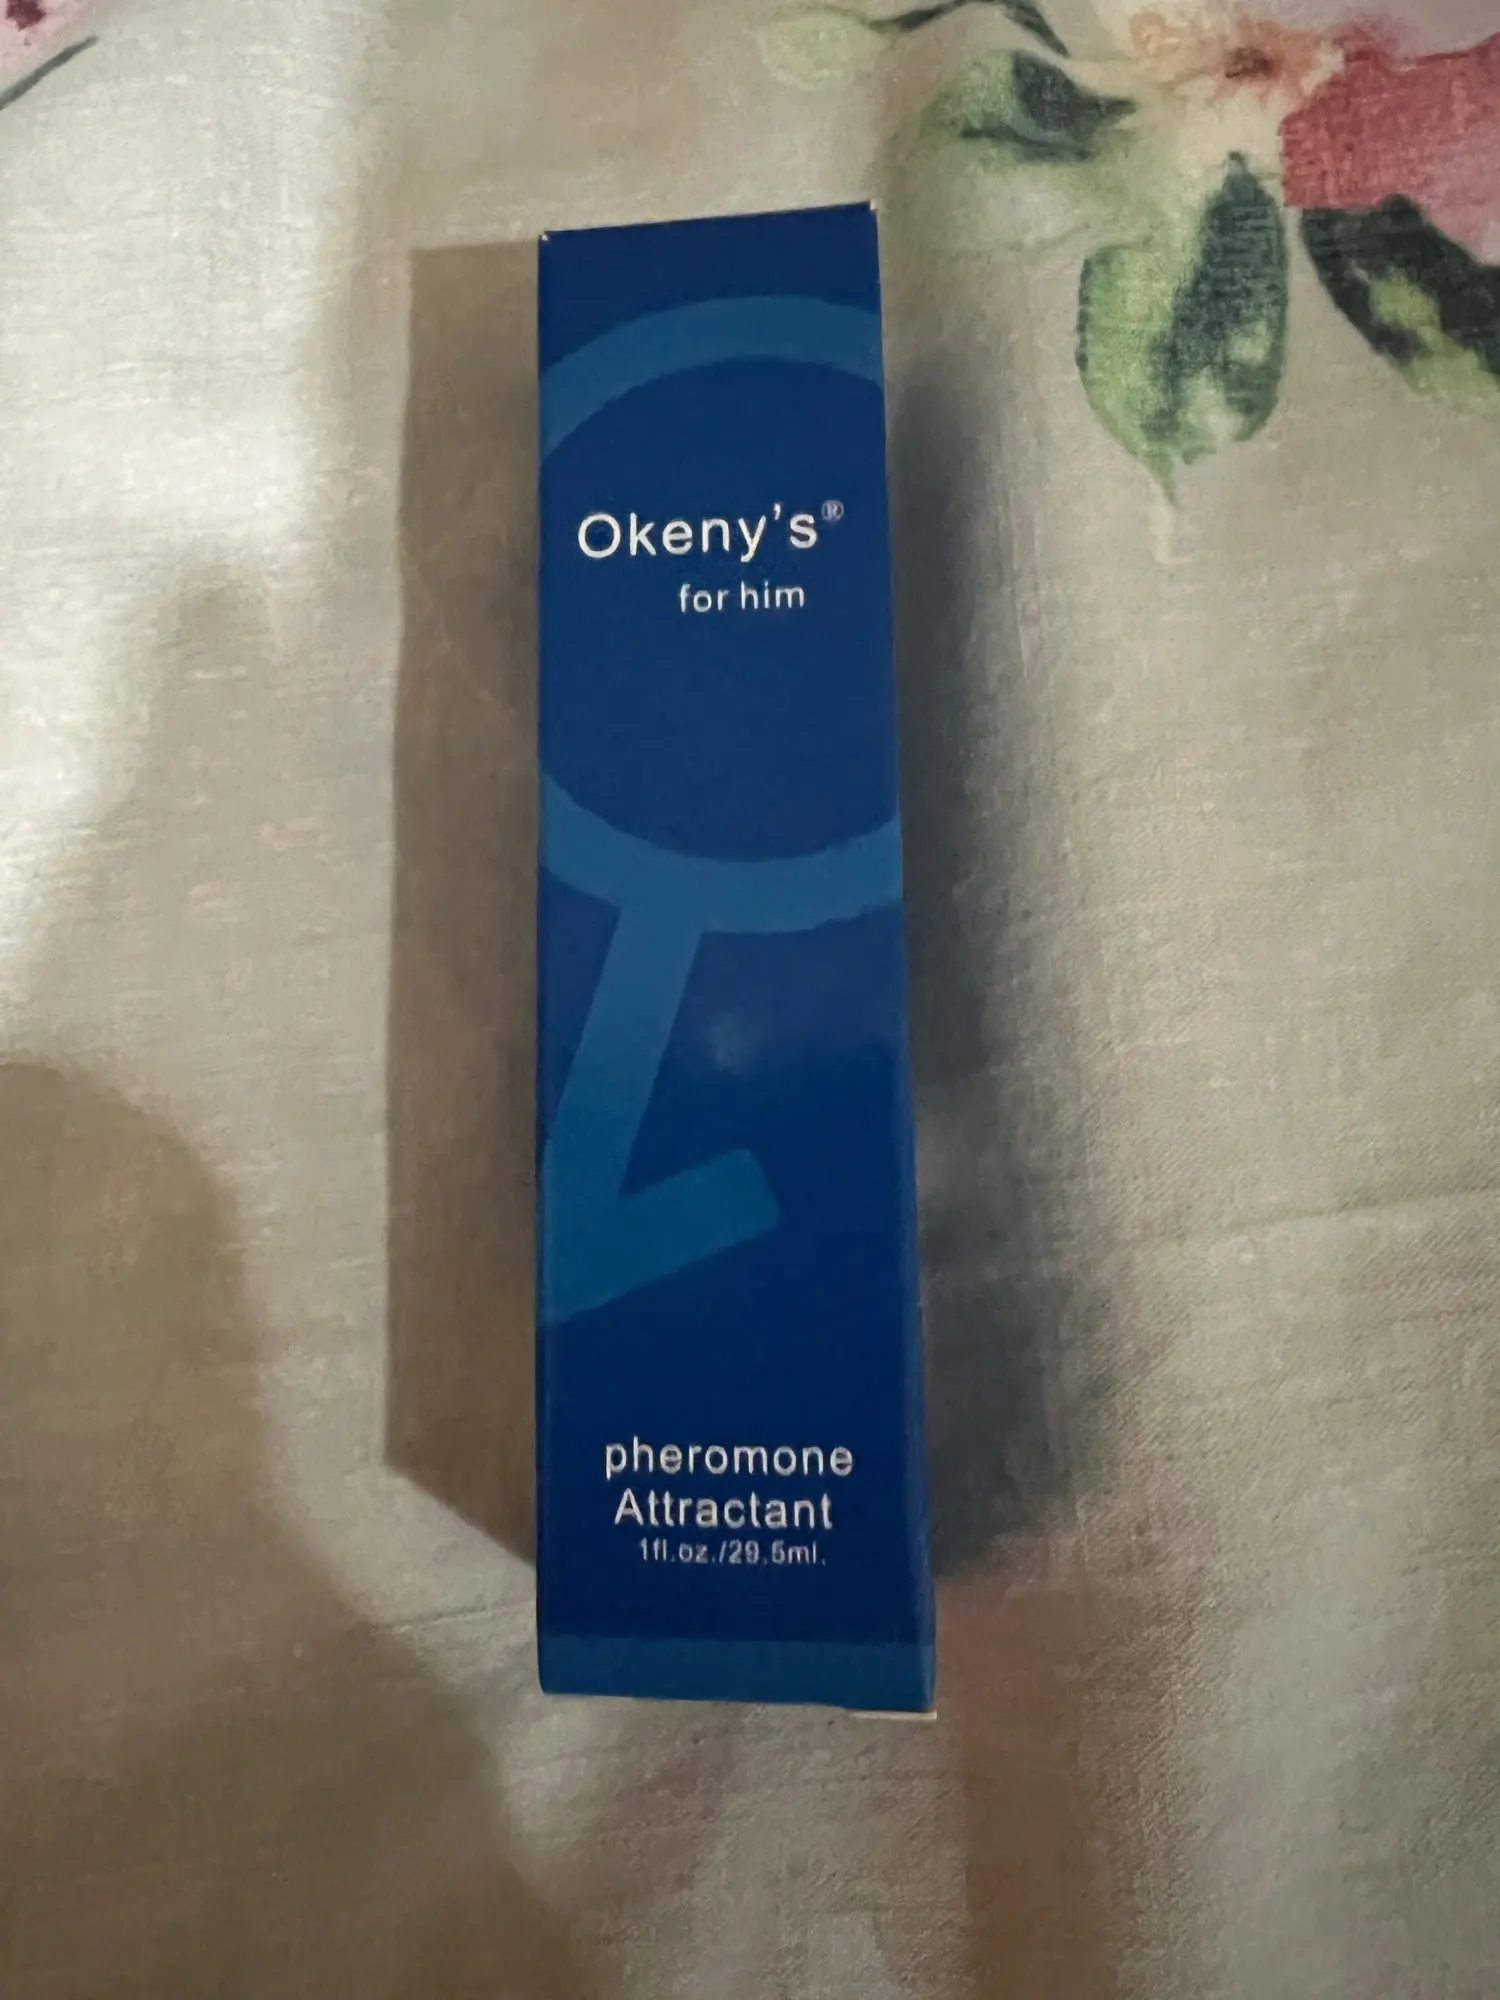 Okeny's®
for him
pheromone
Attractant
1fl.oz./29.5ml.